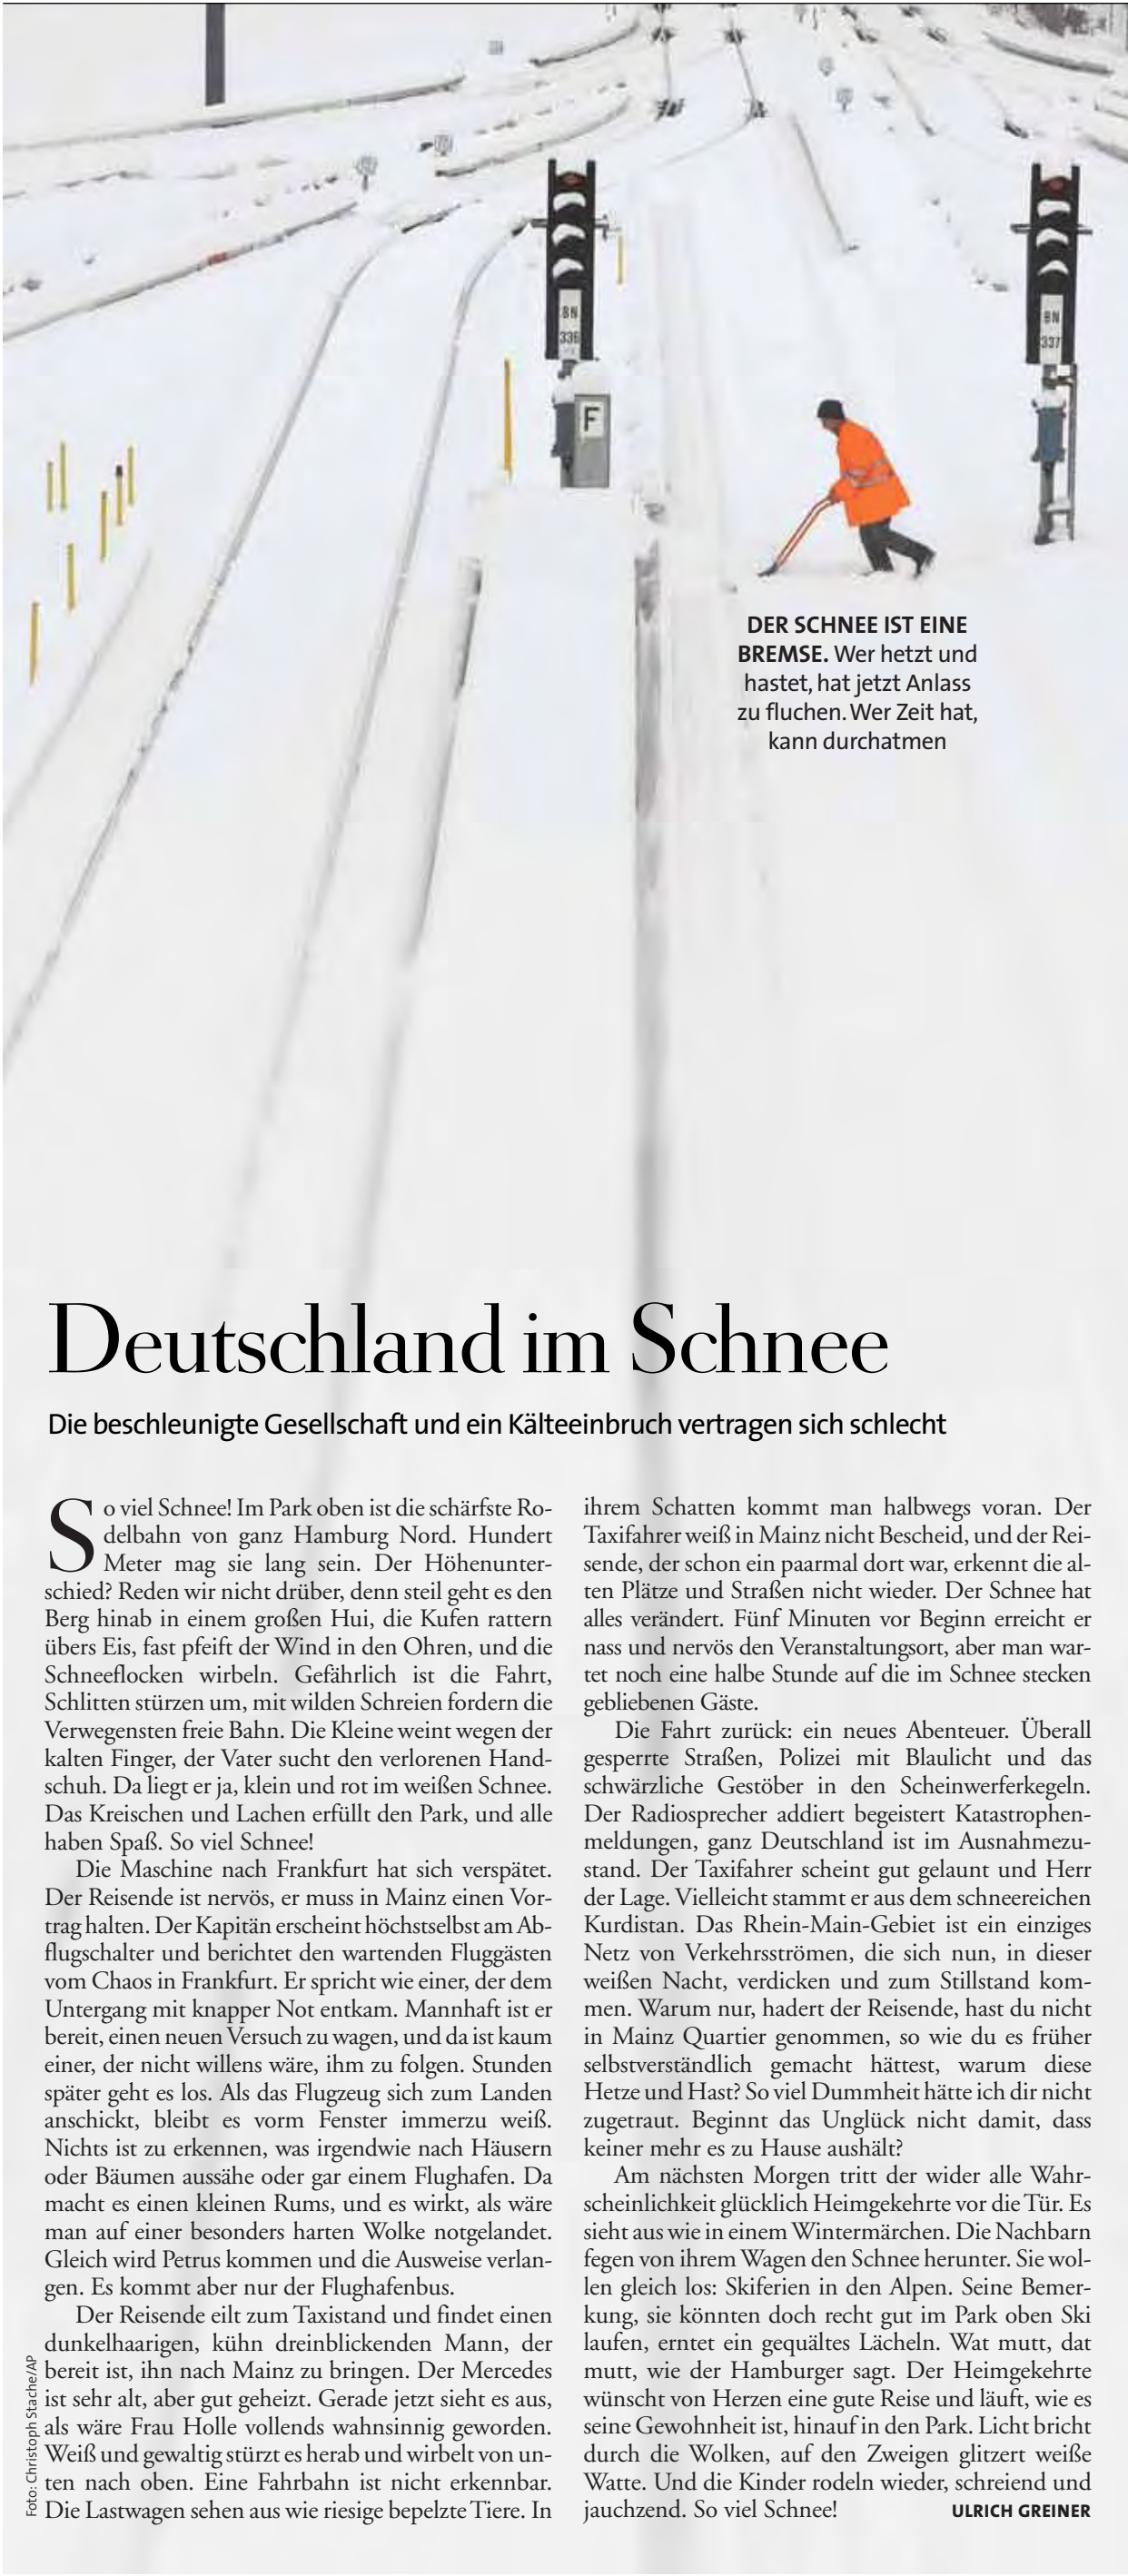 BN
336
F
BN
337
DER SCHNEE IST EINE
BREMSE. Wer hetzt und
hastet, hat jetzt Anlass
zu fluchen. Wer Zeit hat,
kann durchatmen
Deutschland im Schnee
Die beschleunigte Gesellschaft und ein Kälteeinbruch vertragen sich schlecht
So viel Schnee! Im Park oben ist die schärfste Ro-
delbahn von ganz Hamburg Nord. Hundert
Meter mag sie lang sein. Der Höhenunter-
schied? Reden wir nicht drüber, denn steil geht es den
Berg hinab in einem großen Hui, die Kufen rattern
übers Eis, fast pfeift der Wind in den Ohren, und die
Schneeflocken wirbeln. Gefährlich ist die Fahrt,
Schlitten stürzen um, mit wilden Schreien fordern die
Verwegensten freie Bahn. Die Kleine weint wegen der
kalten Finger, der Vater sucht den verlorenen Hand-
schuh. Da liegt er ja, klein und rot im weißen Schnee.
Das Kreischen und Lachen erfüllt den Park, und alle
haben Spaß. So viel Schnee!
Die Maschine nach Frankfurt hat sich verspätet.
Der Reisende ist nervös, er muss in Mainz einen Vor-
trag halten. Der Kapitän erscheint höchstselbst am Ab-
flugschalter und berichtet den wartenden Fluggästen
vom Chaos in Frankfurt. Er spricht wie einer, der dem
Untergang mit knapper Not entkam. Mannhaft ist er
bereit, einen neuen Versuch zu wagen, und da ist kaum
einer, der nicht willens wäre, ihm zu folgen. Stunden
später geht es los. Als das Flugzeug sich zum Landen
anschickt, bleibt es vorm Fenster immerzu weiß.
Nichts ist zu erkennen, was irgendwie nach Häusern
oder Bäumen aussähe oder gar einem Flughafen. Da
macht es einen kleinen Rums, und es wirkt, als wäre
man auf einer besonders harten Wolke notgelandet.
Gleich wird Petrus kommen und die Ausweise verlan-
gen. Es kommt aber nur der Flughafenbus.
Der Reisende eilt zum Taxistand und findet einen
dunkelhaarigen, kühn dreinblickenden Mann, der
bereit ist, ihn nach Mainz zu bringen. Der Mercedes
ist sehr alt, aber gut geheizt. Gerade jetzt sieht es aus,
als wäre Frau Holle vollends wahnsinnig geworden.
Weiß und gewaltig stürzt es herab und wirbelt von un-
ten nach oben. Eine Fahrbahn ist nicht erkennbar.
Die Lastwagen sehen aus wie riesige bepelzte Tiere. In
ihrem Schatten kommt man halbwegs voran. Der
Taxifahrer weiß in Mainz nicht Bescheid, und der Rei-
sende, der schon ein paarmal dort war, erkennt die al-
ten Plätze und Straßen nicht wieder. Der Schnee hat
alles verändert. Fünf Minuten vor Beginn erreicht er
nass und nervös den Veranstaltungsort, aber man war-
tet noch eine halbe Stunde auf die im Schnee stecken
gebliebenen Gäste.
Die Fahrt zurück: ein neues Abenteuer. Überall
gesperrte Straßen, Polizei mit Blaulicht und das
schwärzliche Gestöber in den Scheinwerferkegeln.
Der Radiosprecher addiert begeistert Katastrophen-
meldungen, ganz Deutschland ist im Ausnahmezu-
stand. Der Taxifahrer scheint gut gelaunt und Herr
der Lage. Vielleicht stammt er aus dem schneereichen
Kurdistan. Das Rhein-Main-Gebiet ist ein einziges
Netz von Verkehrsströmen, die sich nun, in dieser
weißen Nacht, verdicken und zum Stillstand kom-
men. Warum nur, hadert der Reisende, hast du nicht
in Mainz Quartier genommen, so wie du es früher
selbstverständlich gemacht hättest, warum diese
Hetze und Hast? So viel Dummheit hätte ich dir nicht
zugetraut. Beginnt das Unglück nicht damit, dass
keiner mehr es zu Hause aushält?
Am nächsten Morgen tritt der wider alle Wahr-
scheinlichkeit glücklich Heimgekehrte vor die Tür. Es
sieht aus wie in einem Wintermärchen. Die Nachbarn
fegen von ihrem Wagen den Schnee herunter. Sie wol-
len gleich los: Skiferien in den Alpen. Seine Bemer-
kung, sie könnten doch recht gut im Park oben Ski
laufen, erntet ein gequältes Lächeln. Wat mutt, dat
mutt, wie der Hamburger sagt. Der Heimgekehrte
wünscht von Herzen eine gute Reise und läuft, wie es
seine Gewohnheit ist, hinauf in den Park. Licht bricht
durch die Wolken, auf den Zweigen glitzert weiße
Watte. Und die Kinder rodeln wieder, schreiend und
jauchzend. So viel Schnee! ULRICH GREINER
Foto: Christoph Stache/AP